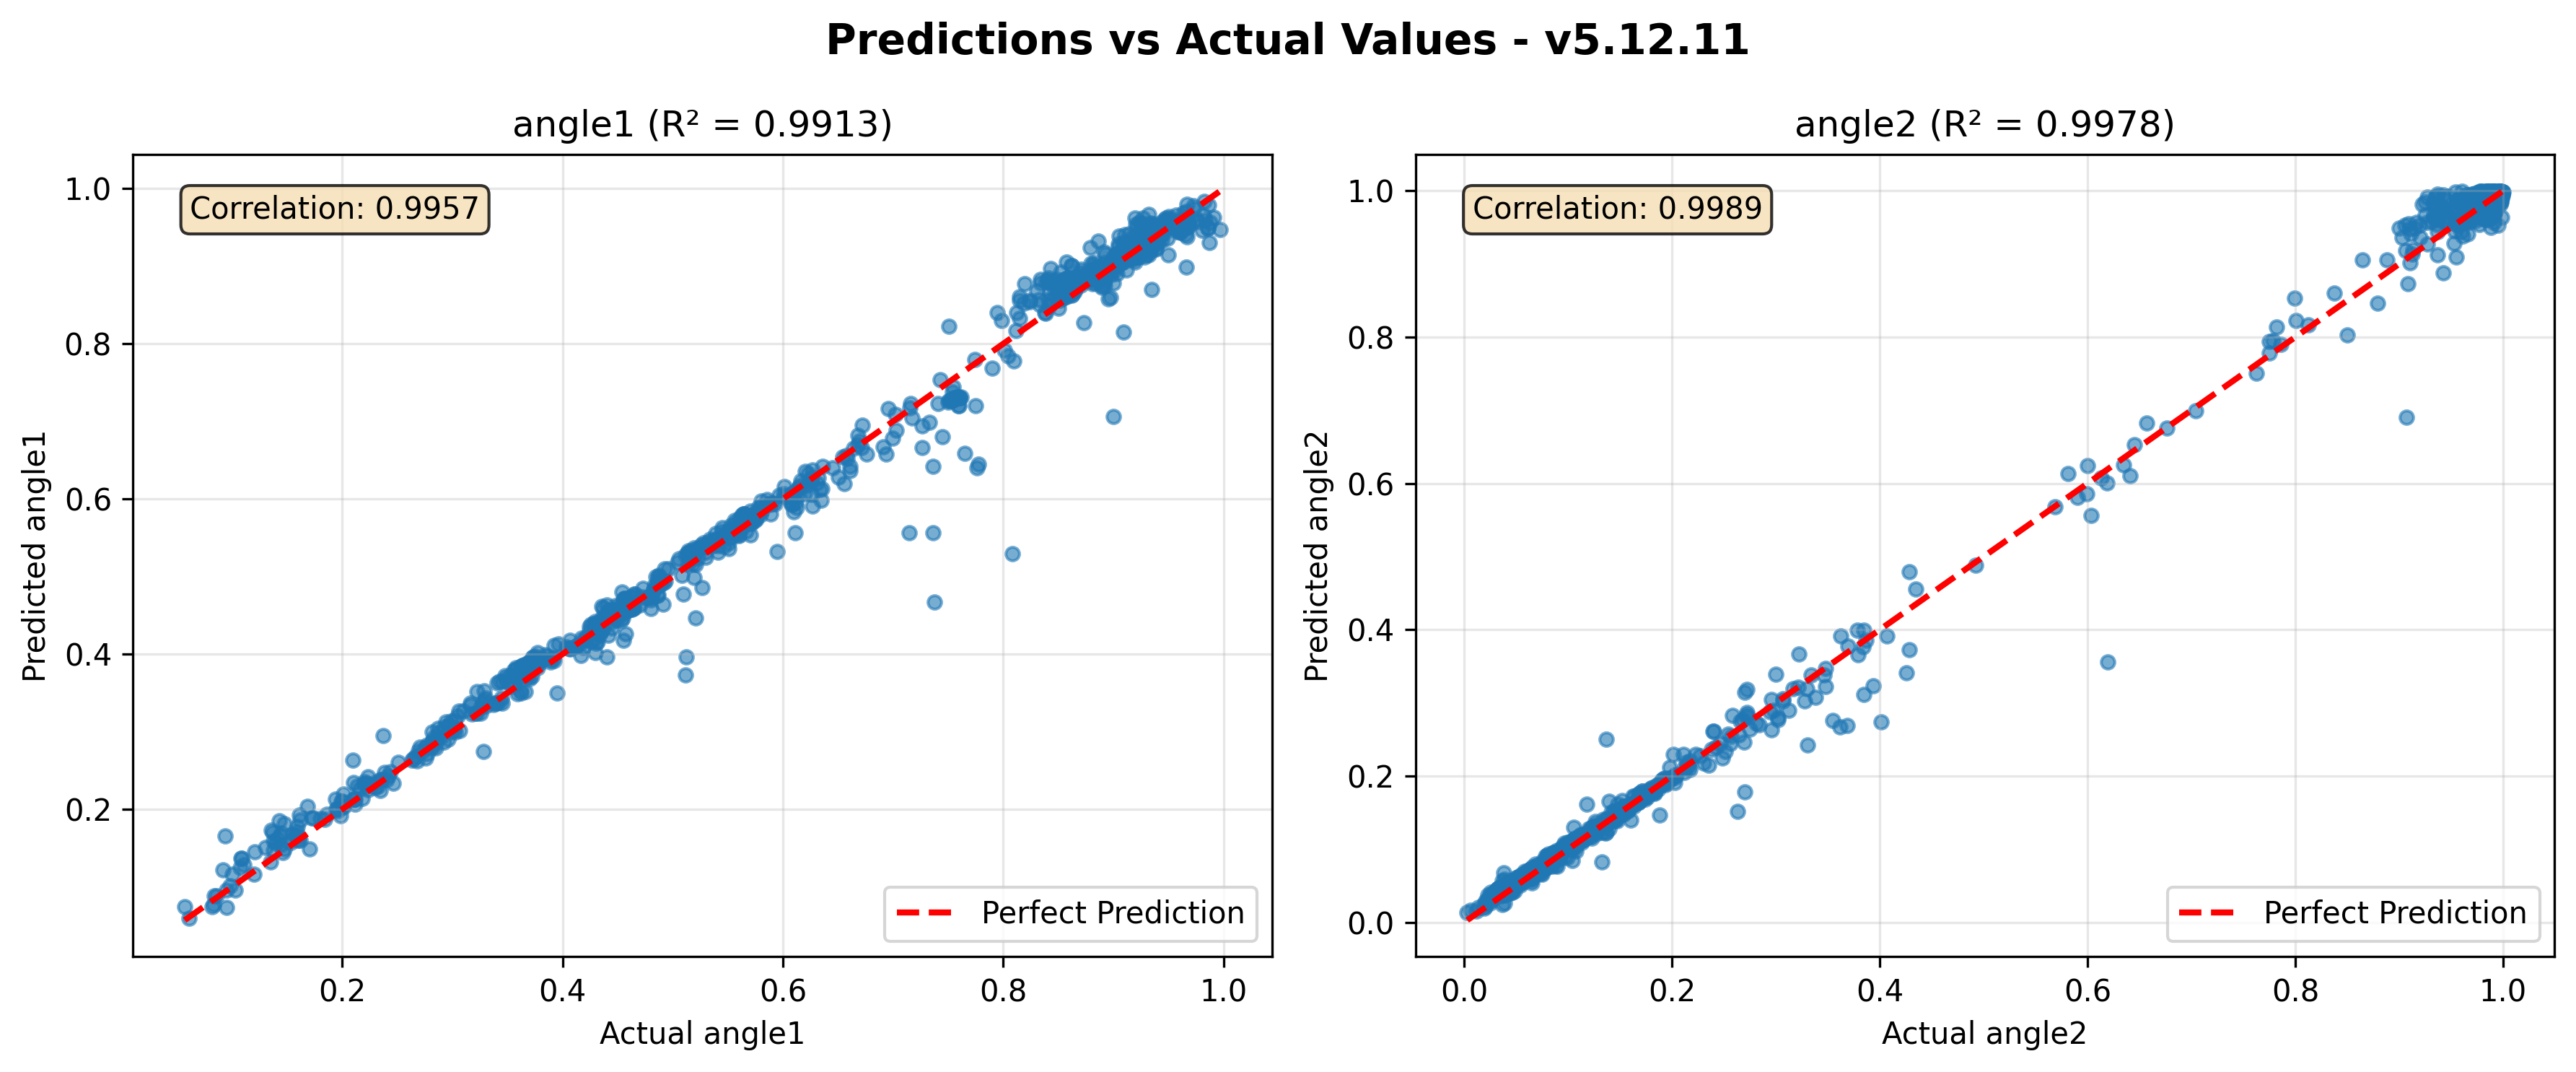 Predictions vs Actual Values - v5.12.11
angle1 (R² = 0.9913)
Correlation: 0.9957
1.0
0.8
0.6
0.4
0.2
Predicted angle1
Perfect Prediction
0.2 0.4 0.6 0.8 1.0
Actual angle1
angle2 (R² = 0.9978)
Correlation: 0.9989
1.0
0.8
0.6
0.4
0.2
0.0
Predicted angle2
Perfect Prediction
0.0 0.2 0.4 0.6 0.8 1.0
Actual angle2